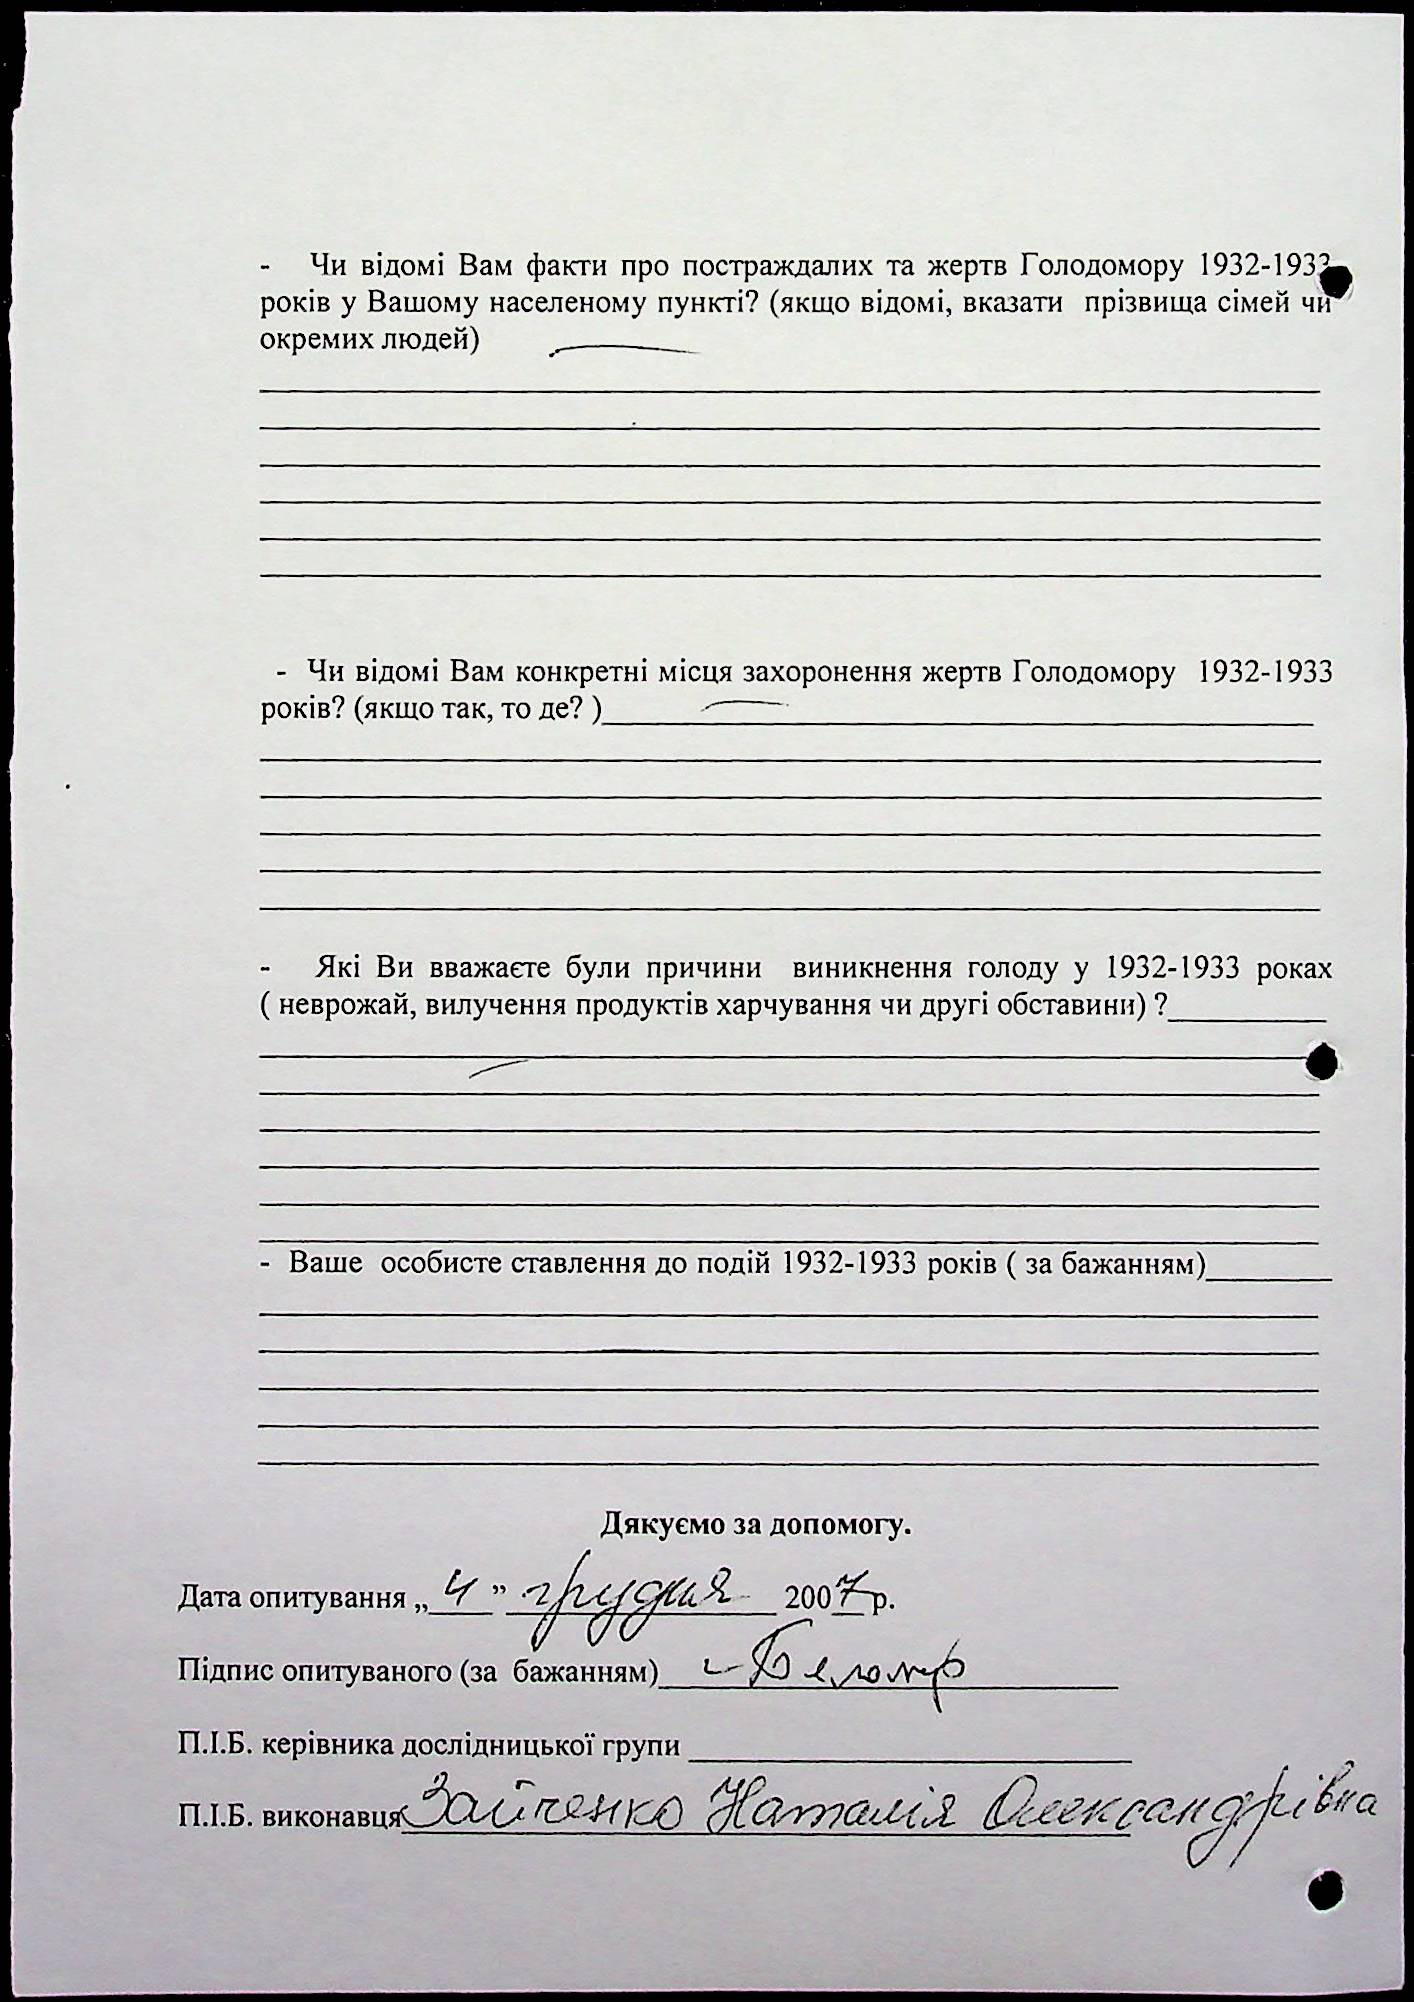 - Чи відомі Вам факти про постраждалих та жертв Голодомору 1932-1933
років у Вашому населеному пункті? (якщо відомі, вказати прізвища сімей чи
окремих людей)
- Чи відомі Вам конкретні місця захоронення жертв Голодомору 1932-1933
років? (якщо так, то де? )
- Які Ви вважаєте були причини виникнення голоду у 1932-1933 роках
( неврожай, вилучення продуктів харчування чи другі обставини) ?
- Ваше особисте ставлення до подій 1932-1933 років ( за бажанням)
Дякуємо за допомогу.
Дата опитування „ 4 ” грудня 2007 р.
Підпис опитуваного (за бажанням)
П.І.Б. керівника дослідницької групи
П.І.Б. виконавця Зайченко Наталія Олександрівна